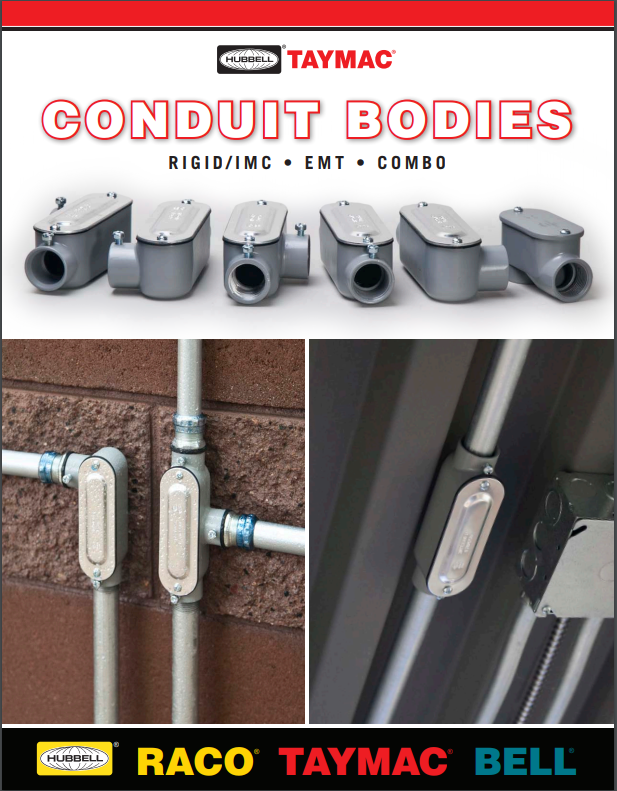 HUBBELL® TAYMAC®
CONDUIT BODIES
RIGID/IMC • EMT • COMBO
HUBBELL® RACO® TAYMAC® BELL®